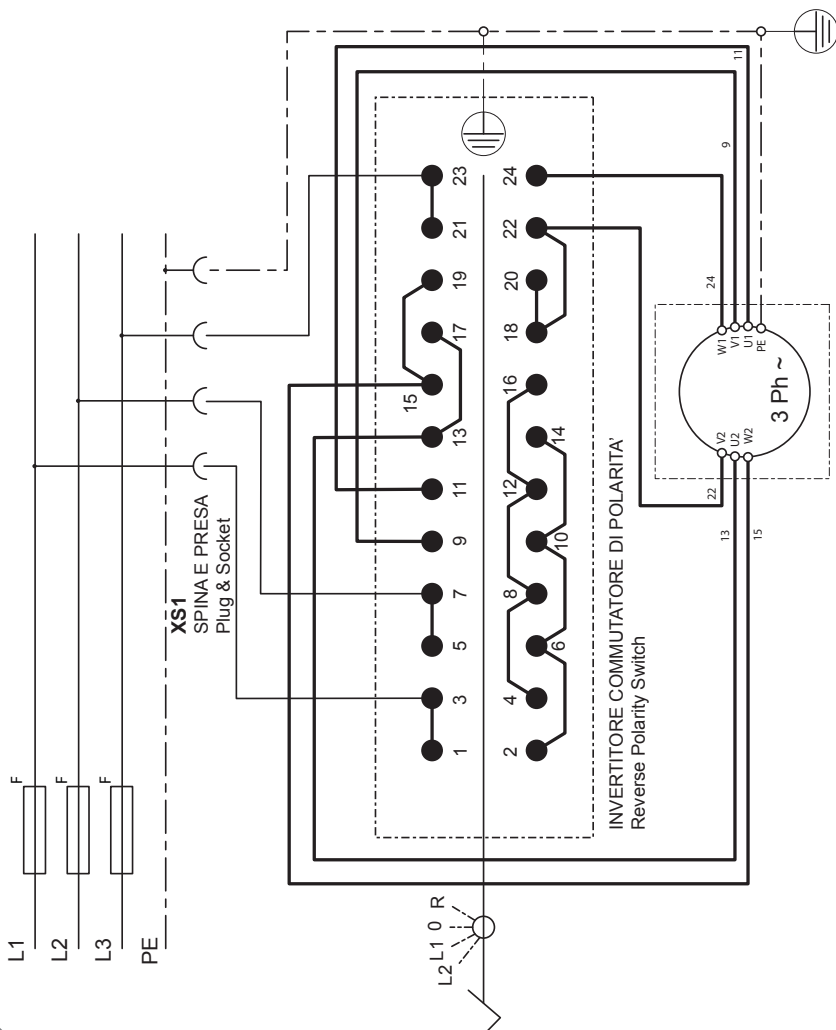 L1
L2
L3
PE
F
F
F
XS1
SPINA E PRESA
Plug & Socket
L2 L1 0 R
1
3
5
7
9
11
13
15
17
19
21
23
2
4
6
8
10
12
14
16
18
20
22
24
INVERTITORE COMMUTATORE DI POLARITA'
Reverse Polarity Switch
11
9
24
22
13
15
W1
V1
U1
PE
V2
U2
W2
3 Ph ~